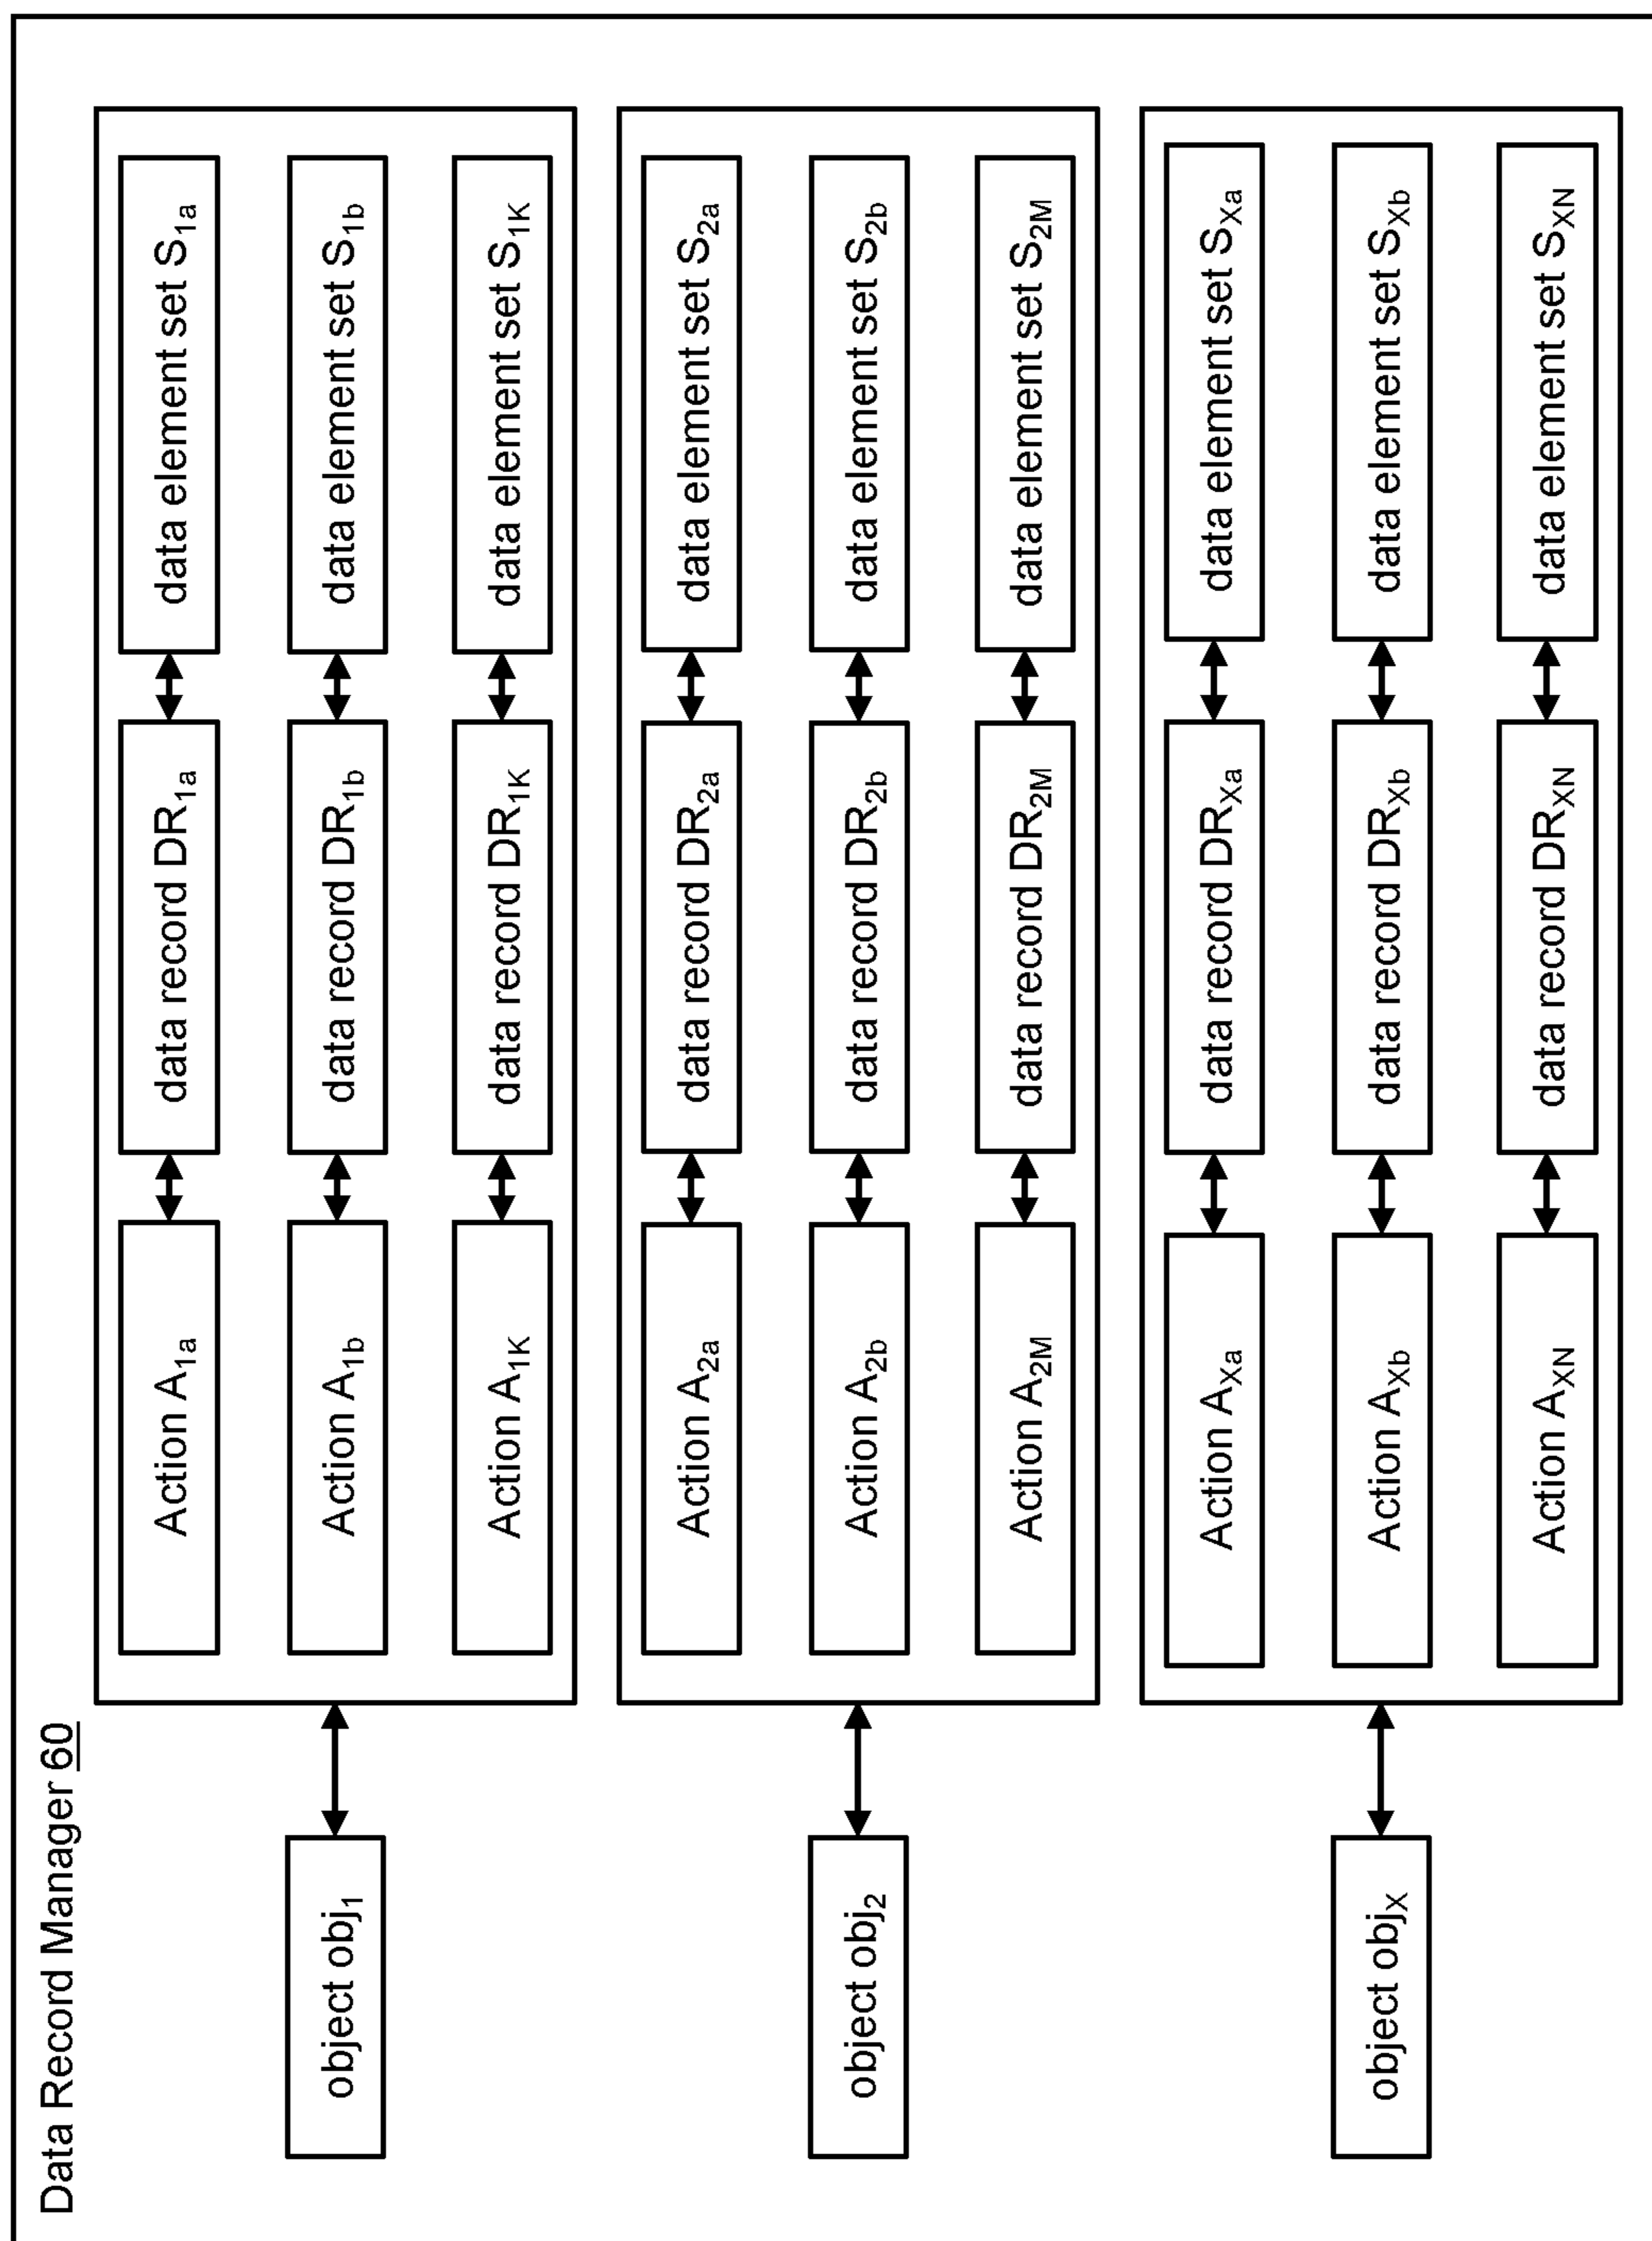 Data Record Manager 60
object obj₁
Action A₁ₐ
data record DR₁ₐ
data element set S₁ₐ
Action A₁b
data record DR₁b
data element set S₁b
Action A₁K
data record DR₁K
data element set S₁K
object obj₂
Action A₂ₐ
data record DR₂ₐ
data element set S₂ₐ
Action A₂b
data record DR₂b
data element set S₂b
Action A₂M
data record DR₂M
data element set S₂M
object objX
Action AXa
data record DRXa
data element set SXa
Action AXb
data record DRXb
data element set SXb
Action AXN
data record DRXN
data element set SXN